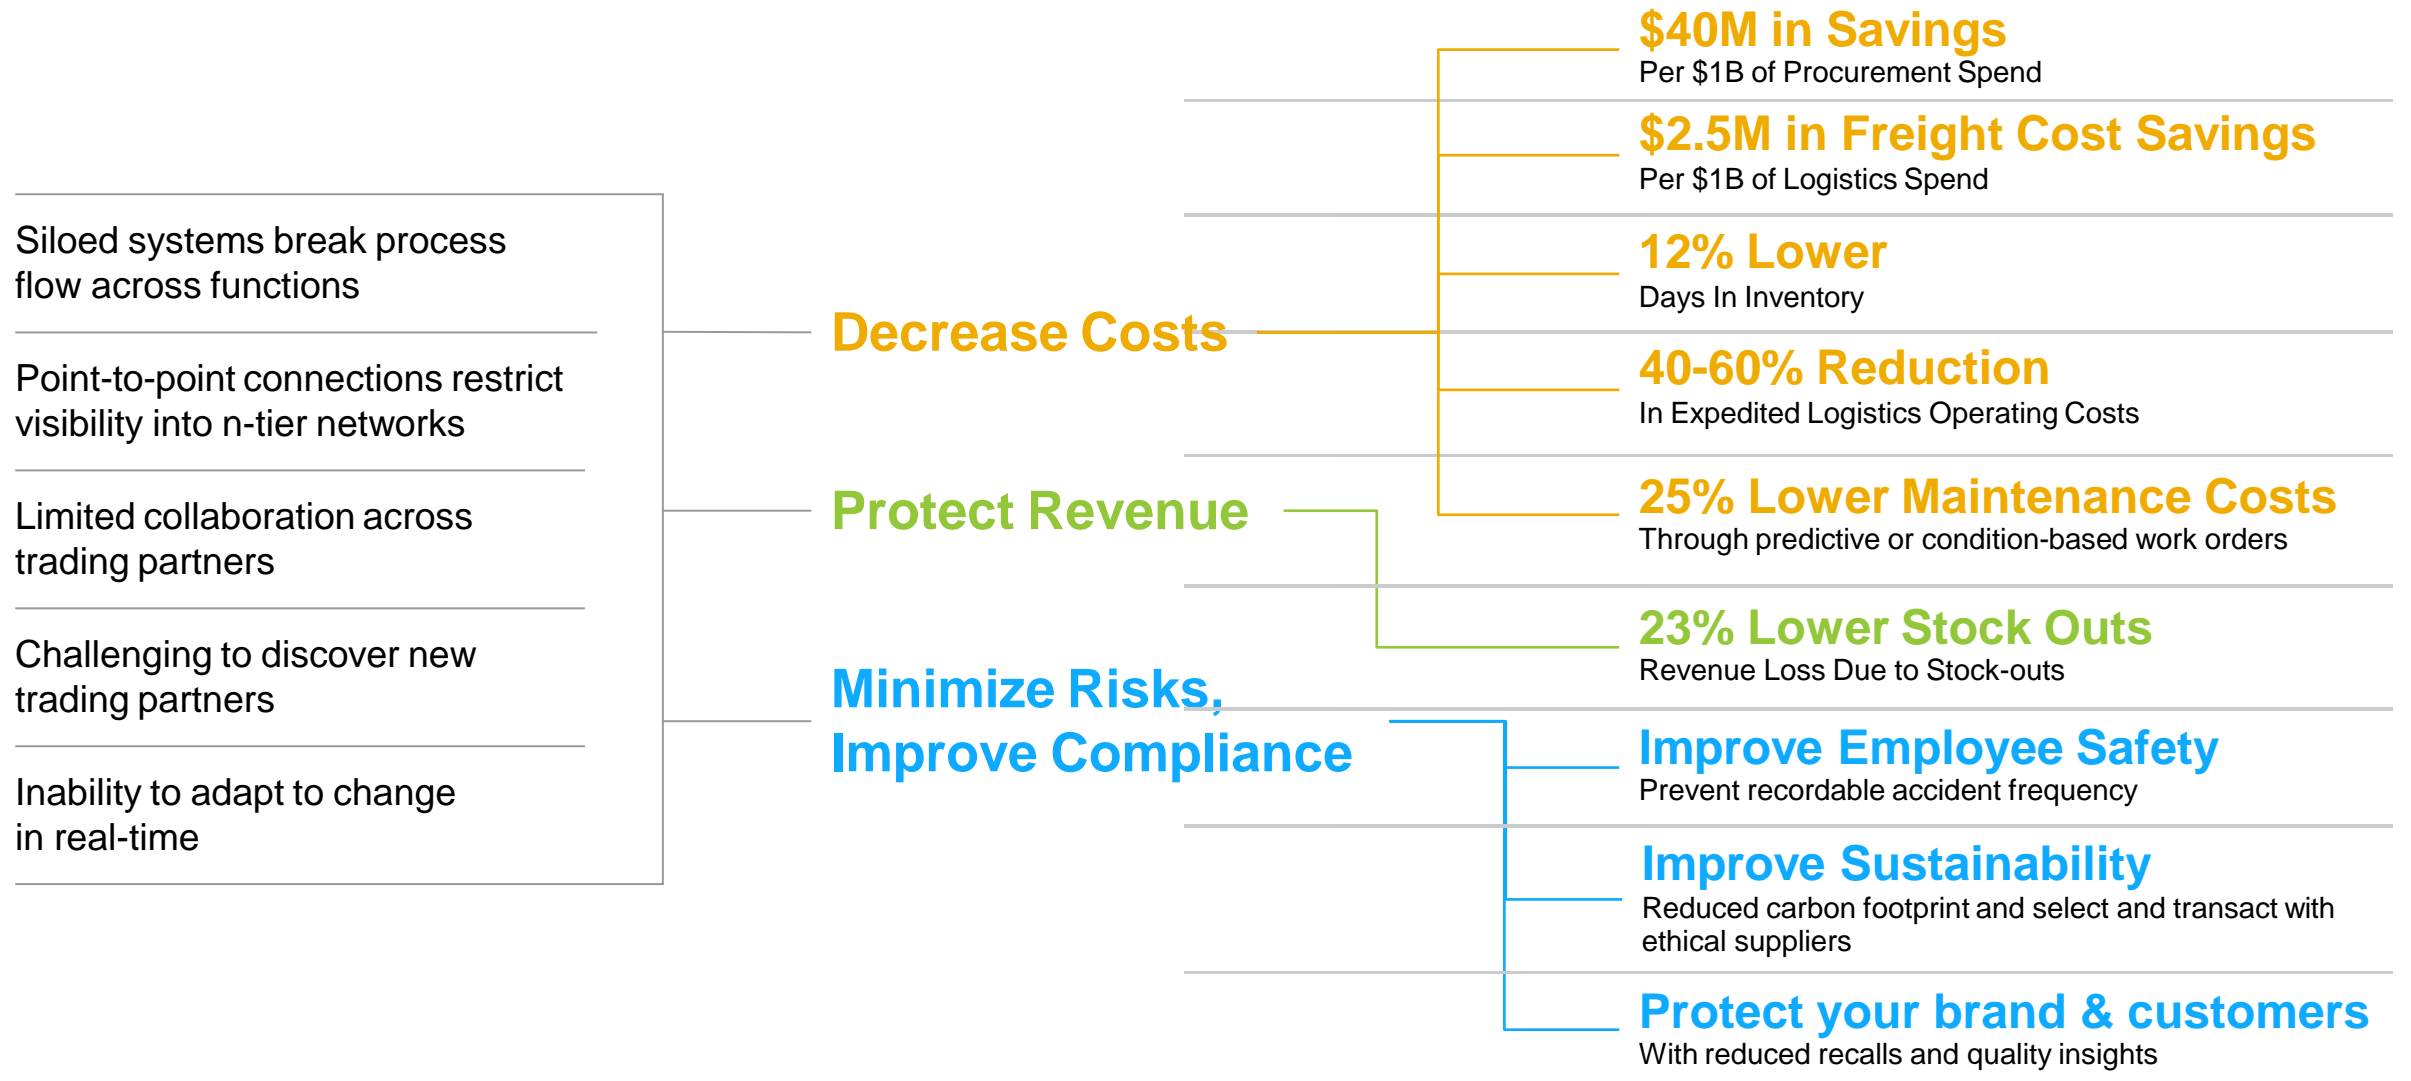 Siloed systems break process
flow across functions
Point-to-point connections restrict
visibility into n-tier networks
Limited collaboration across
trading partners
Challenging to discover new
trading partners
Inability to adapt to change
in real-time
Decrease Costs
Protect Revenue
Minimize Risks,
Improve Compliance
$40M in Savings
Per $1B of Procurement Spend
$2.5M in Freight Cost Savings
Per $1B of Logistics Spend
12% Lower
Days In Inventory
40-60% Reduction
In Expedited Logistics Operating Costs
25% Lower Maintenance Costs
Through predictive or condition-based work orders
23% Lower Stock Outs
Revenue Loss Due to Stock-outs
Improve Employee Safety
Prevent recordable accident frequency
Improve Sustainability
Reduced carbon footprint and select and transact with
ethical suppliers
Protect your brand & customers
With reduced recalls and quality insights